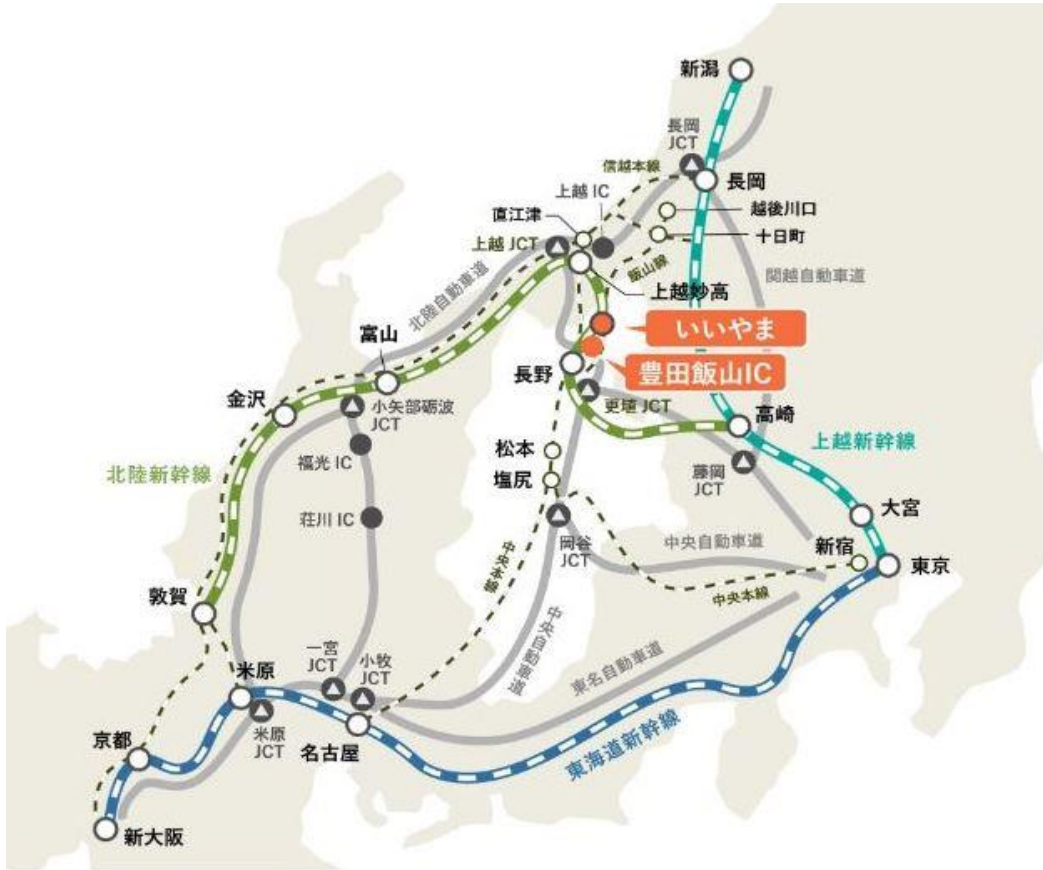 新潟
長岡
JCT
信越本線
長岡
上越 IC
越後川口
直江津
十日町
上越 JCT
飯山線
関越自動車道
上越妙高
北陸自動車道
いいやま
富山
豊田飯山IC
長野
金沢
小矢部砺波
JCT
更埴 JCT
高崎
上越新幹線
松本
福光 IC
藤岡
JCT
北陸新幹線
塩尻
大宮
荘川 IC
岡谷
JCT
中央自動車道
新宿
東京
中央本線
中央本線
敦賀
中央自動車道
一宮
JCT
小牧
JCT
東名自動車道
米原
米原
JCT
京都
名古屋
東海道新幹線
新大阪